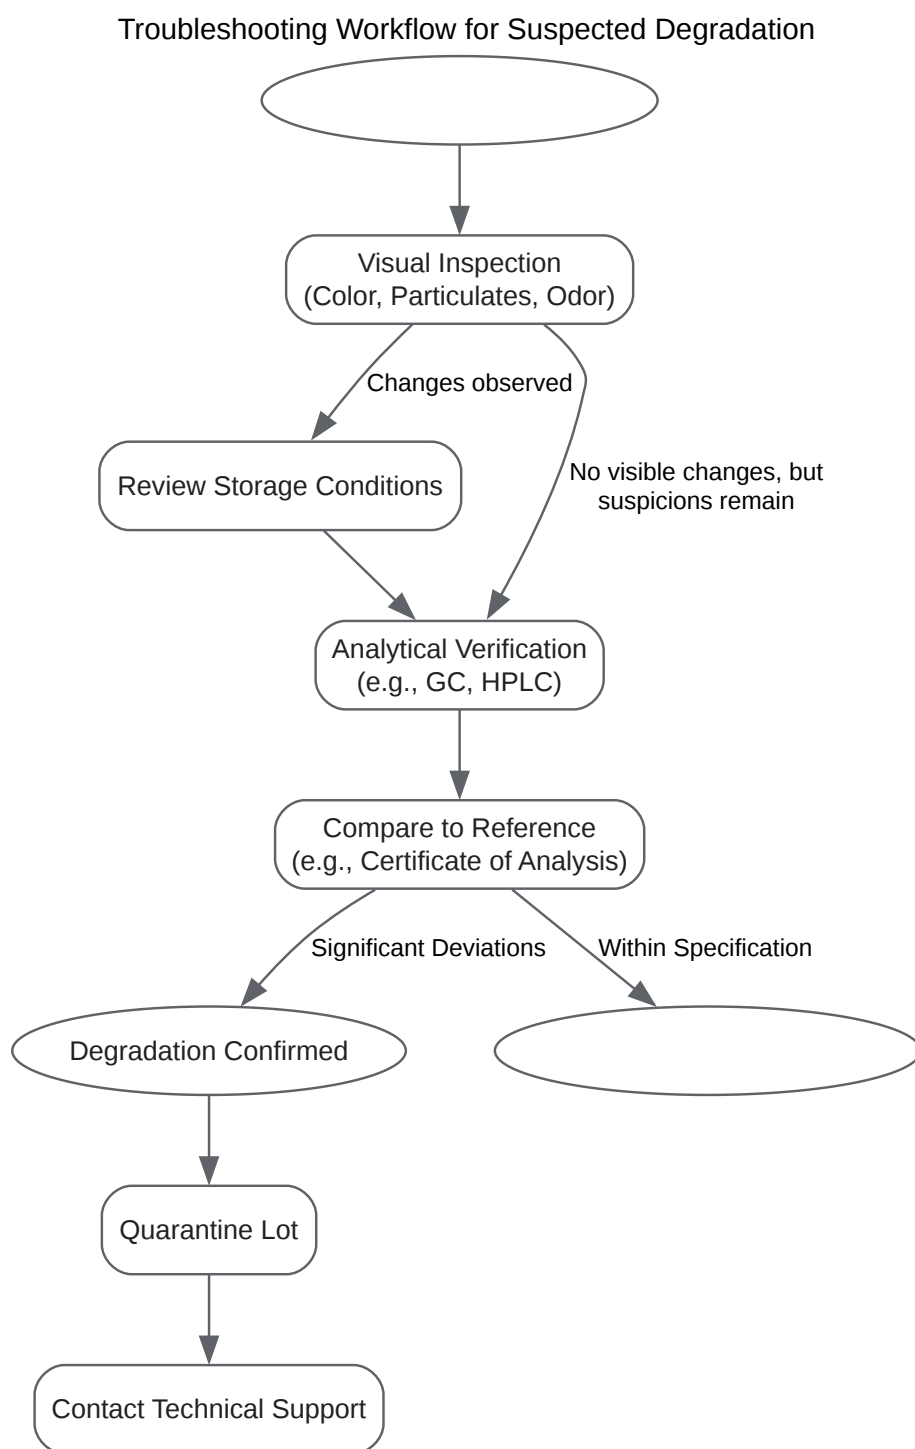 Troubleshooting Workflow for Suspected Degradation
Visual Inspection
(Color, Particulates, Odor)
Changes observed
No visible changes, but
suspicions remain
Review Storage Conditions
Analytical Verification
(e.g., GC, HPLC)
Compare to Reference
(e.g., Certificate of Analysis)
Significant Deviations
Within Specification
Degradation Confirmed
Quarantine Lot
Contact Technical Support